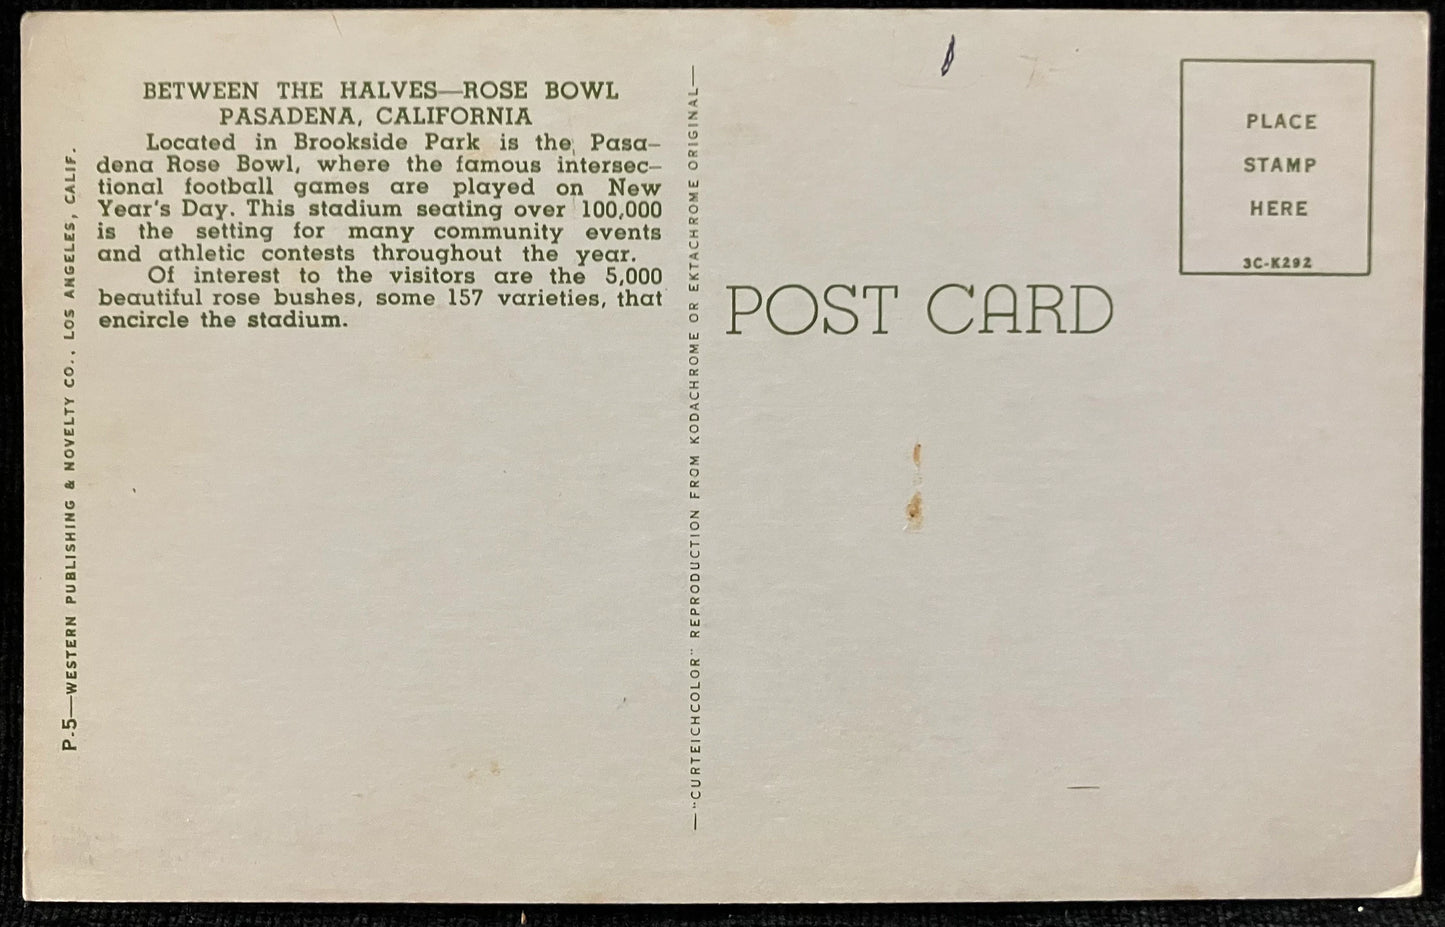 BETWEEN THE HALVES—ROSE BOWL
PASADENA, CALIFORNIA
Located in Brookside Park is the Pasa-
dena Rose Bowl, where the famous intersec-
tional football games are played on New
Year's Day. This stadium seating over 100,000
is the setting for many community events
and athletic contests throughout the year.
Of interest to the visitors are the 5,000
beautiful rose bushes, some 157 varieties, that
encircle the stadium.
P.5—WESTERN PUBLISHING & NOVELTY CO., LOS ANGELES, CALIF.
—"CURTEICHCOLOR" REPRODUCTION FROM KODACHROME OR EKTACHROME ORIGINAL—
POST CARD
PLACE
STAMP
HERE
3C-K292